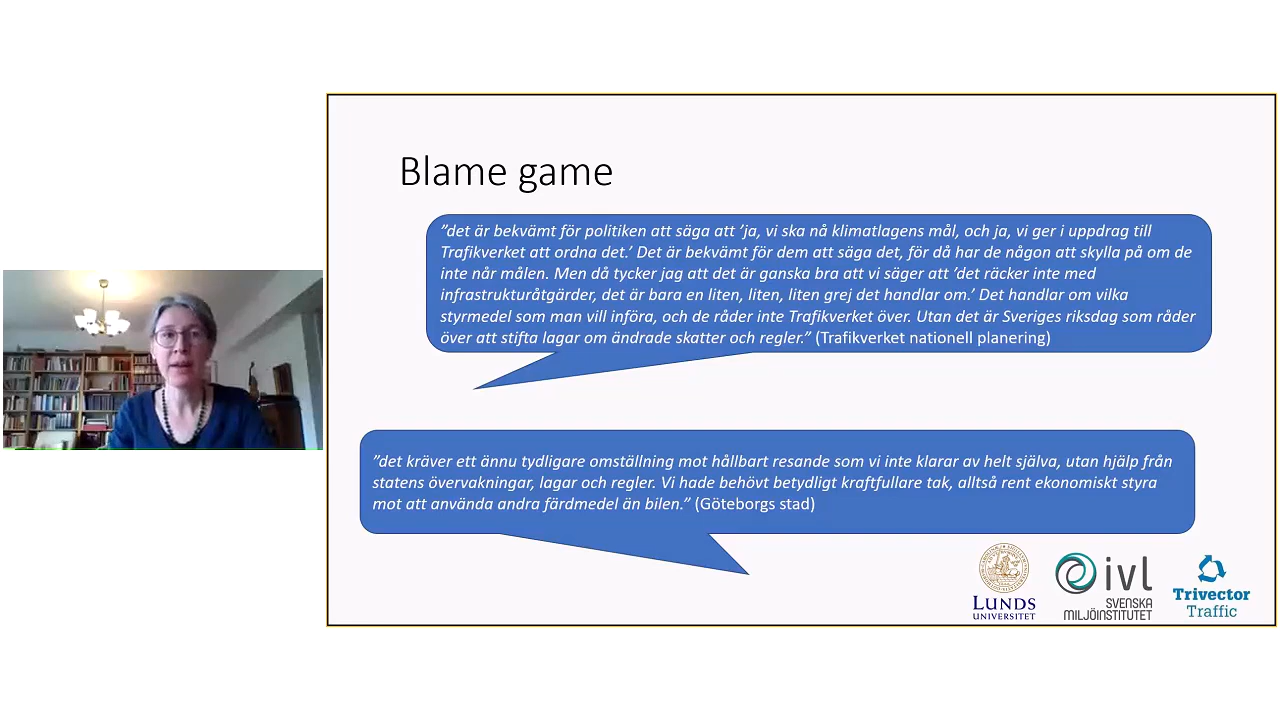 Blame game
”det är bekvämt för politiken att säga att ’ja, vi ska nå klimatlagens mål, och ja, vi ger i uppdrag till
Trafikverket att ordna det.’ Det är bekvämt för dem att säga det, för då har de någon att skylla på om de
inte når målen. Men då tycker jag att det är ganska bra att vi säger att ’det räcker inte med
infrastrukturåtgärder, det är bara en liten, liten, liten grej det handlar om.’ Det handlar om vilka
styrmedel som man vill införa, och de råder inte Trafikverket över. Utan det är Sveriges riksdag som råder
över att stifta lagar om ändrade skatter och regler.” (Trafikverket nationell planering)
”det kräver ett ännu tydligare omställning mot hållbart resande som vi inte klarar av helt själva, utan hjälp från
statens övervakningar, lagar och regler. Vi hade behövt betydligt kraftfullare tak, alltså rent ekonomiskt styra
mot att använda andra färdmedel än bilen.” (Göteborgs stad)
LUNDS
UNIVERSITET
ivl
SVENSKA
MILJÖINSTITUTET
Trivector
Traffic